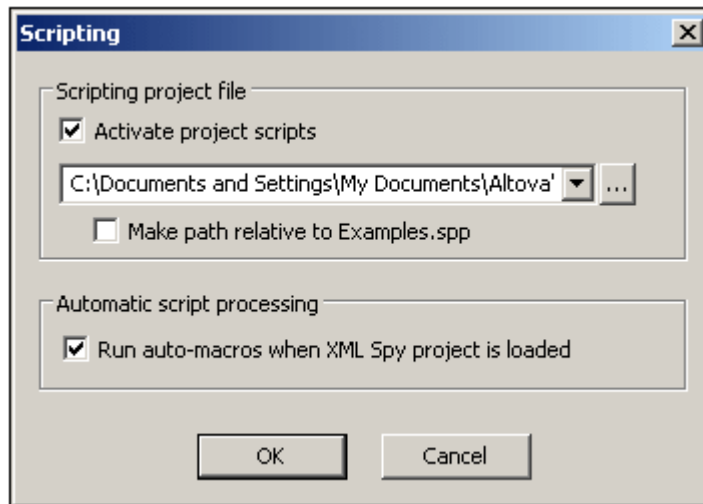 Scripting
Scripting project file
Activate project scripts
C:\Documents and Settings\My Documents\Altova'
...
Make path relative to Examples.spp
Automatic script processing
Run auto-macros when XML Spy project is loaded
OK
Cancel